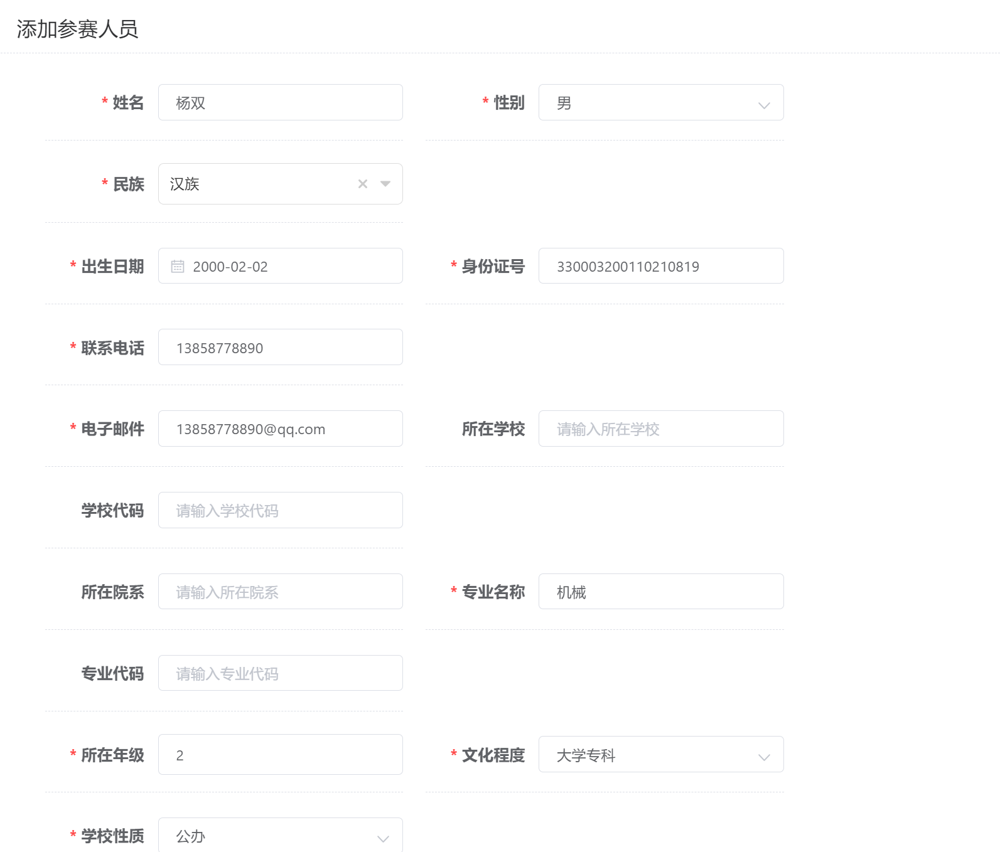 添加参赛人员
* 姓名 杨双 * 性别 男
* 民族 汉族
* 出生日期 2000-02-02 * 身份证号 330003200110210819
* 联系电话 13858778890
* 电子邮件 13858778890@qq.com 所在学校 请输入所在学校
学校代码 请输入学校代码
所在院系 请输入所在院系 * 专业名称 机械
专业代码 请输入专业代码
* 所在年级 2 * 文化程度 大学专科
* 学校性质 公办